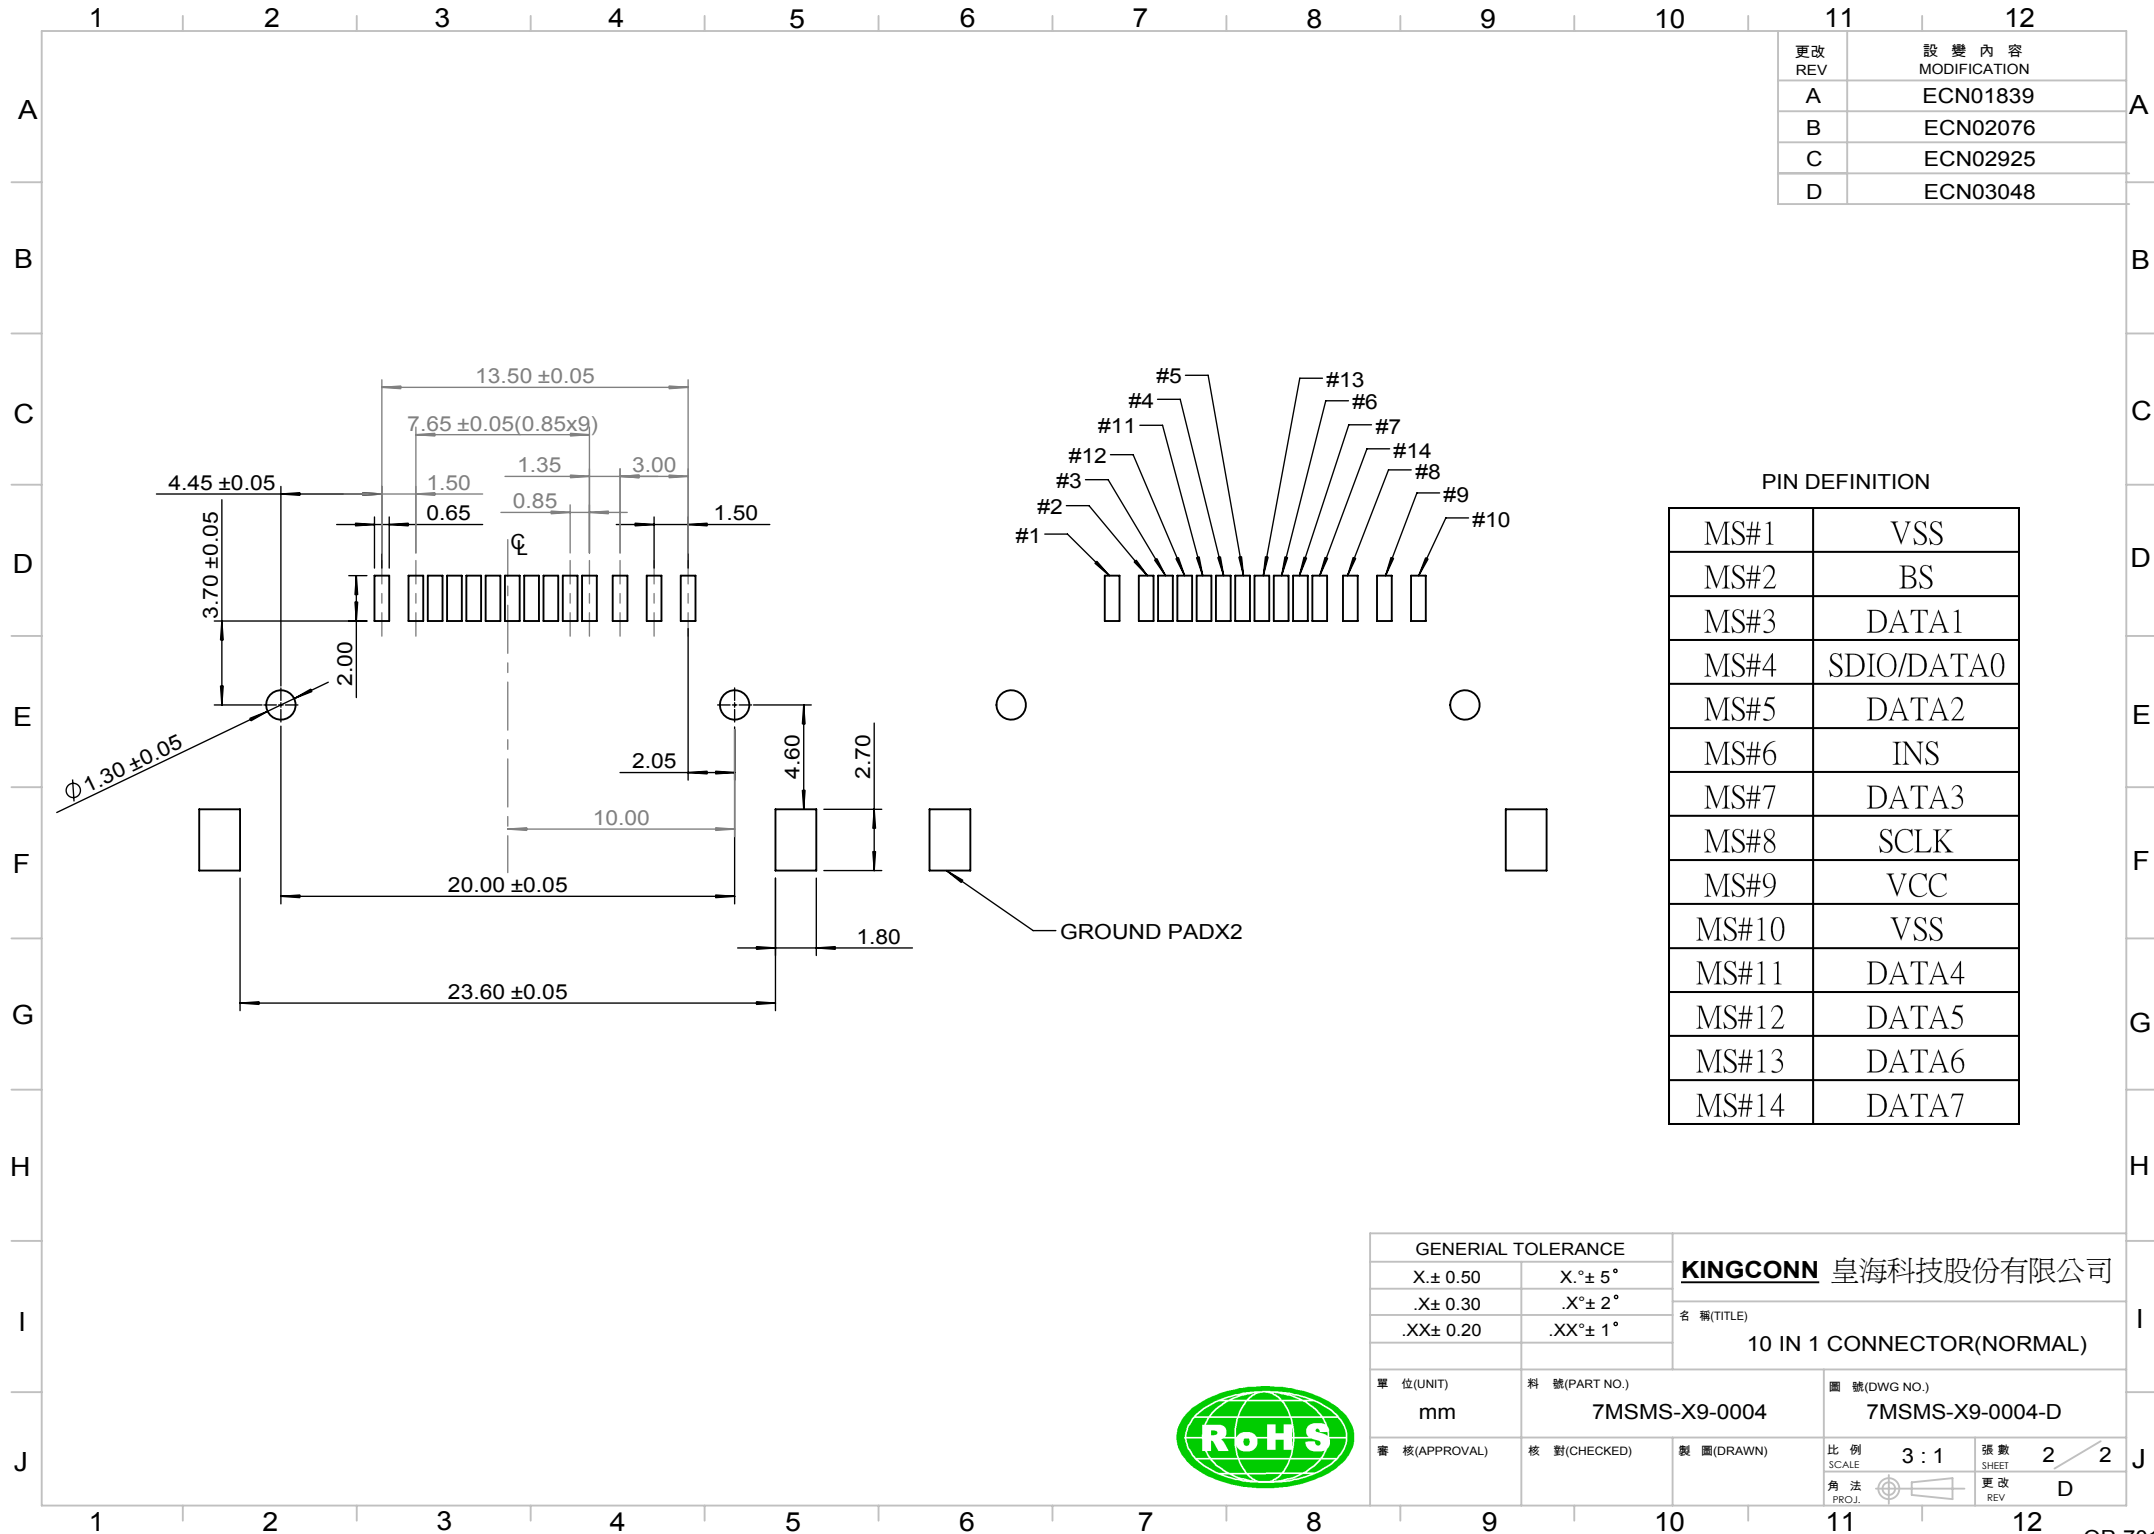 1 2 3 4 5 6 7 8 9 10 11 12
更改 REV 設 變 內 容 MODIFICATION
A ECN01839
B ECN02076
C ECN02925
D ECN03048
A A
B B
C C
D D
E E
F F
G G
H H
I I
J J
13.50 ±0.05
7.65 ±0.05(0.85x9)
1.35 3.00
4.45 ±0.05 1.50
0.85
0.65 1.50
℄
3.70 ±0.05
2.00
Ф1.30 ±0.05
2.05
4.60
2.70
10.00
20.00 ±0.05
1.80
23.60 ±0.05
#5
#4
#11
#12
#3
#2
#1
#13
#6
#7
#14
#8
#9
#10
GROUND PADX2
PIN DEFINITION
MS#1 VSS
MS#2 BS
MS#3 DATA1
MS#4 SDIO/DATA0
MS#5 DATA2
MS#6 INS
MS#7 DATA3
MS#8 SCLK
MS#9 VCC
MS#10 VSS
MS#11 DATA4
MS#12 DATA5
MS#13 DATA6
MS#14 DATA7
RoHS
GENERIAL TOLERANCE
X.± 0.50 X.°± 5°
.X± 0.30 .X°± 2°
.XX± 0.20 .XX°± 1°
KINGCONN 皇海科技股份有限公司
名 稱(TITLE)
10 IN 1 CONNECTOR(NORMAL)
單 位(UNIT)
mm
料 號(PART NO.)
7MSMS-X9-0004
圖 號(DWG NO.)
7MSMS-X9-0004-D
審 核(APPROVAL)
核 對(CHECKED)
製 圖(DRAWN)
比 例 SCALE 3 : 1
張 數 SHEET 2 / 2
角 法 PROJ.
更 改 REV D
1 2 3 4 5 6 7 8 9 10 11 12